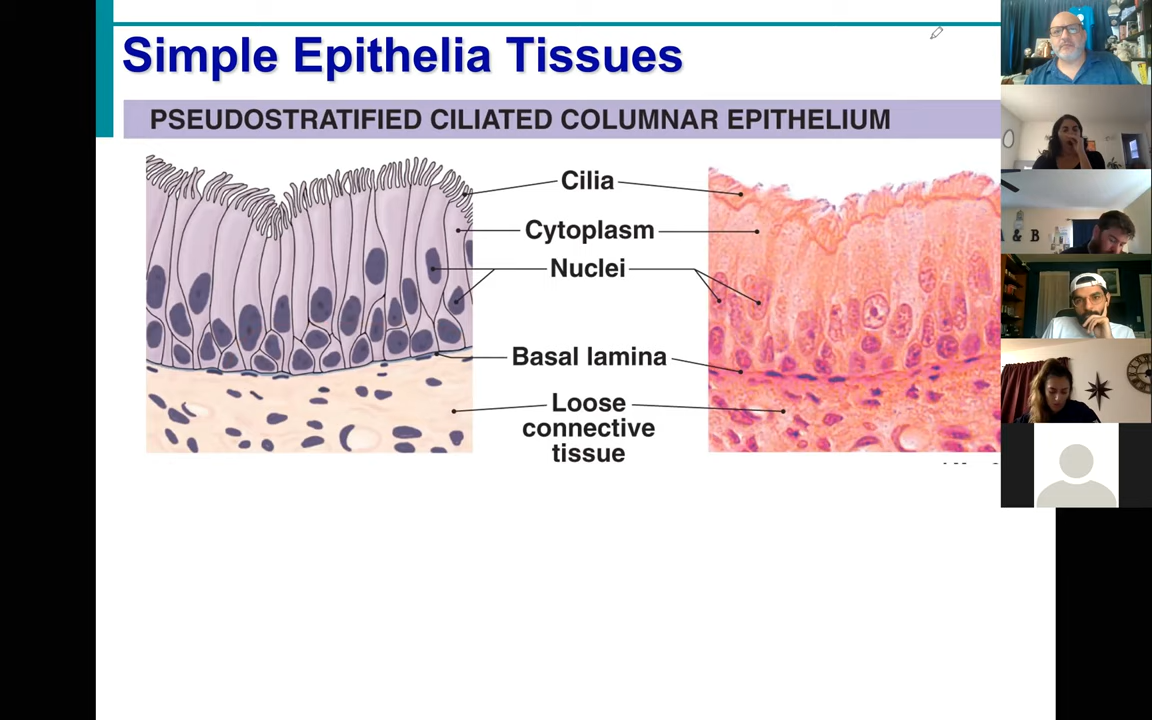 Simple Epithelia Tissues
PSEUDOSTRATIFIED CILIATED COLUMNAR EPITHELIUM
Cilia
Cytoplasm
Nuclei
Basal lamina
Loose
connective
tissue
& B